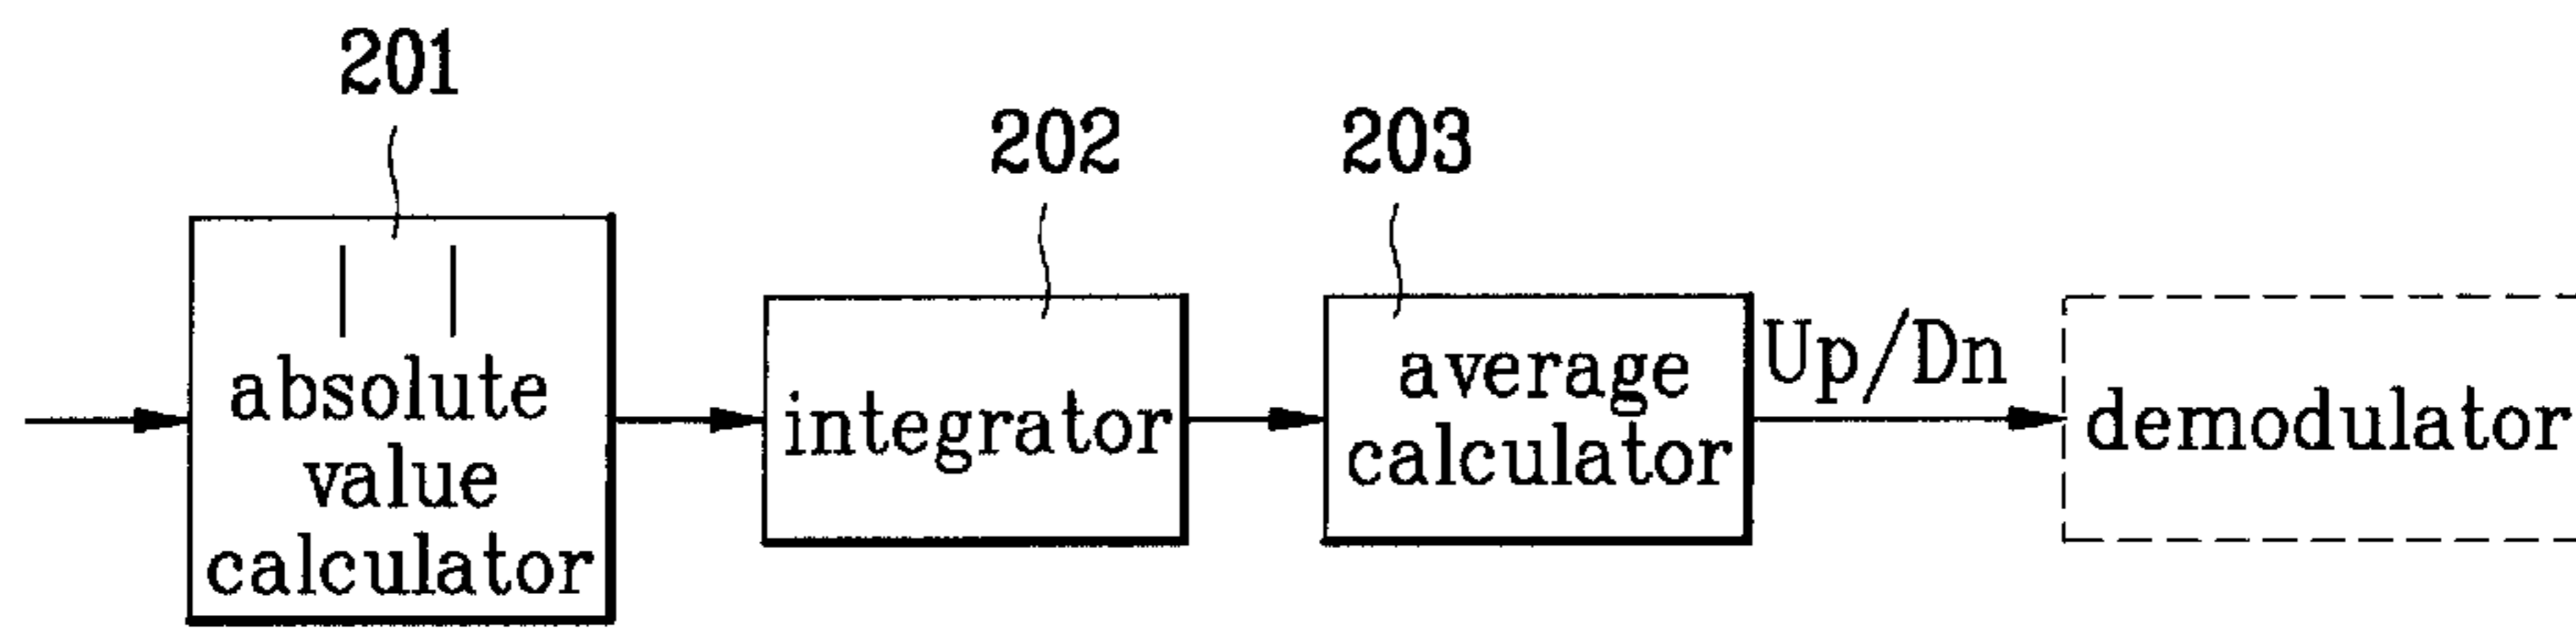 201
202
203
| |
absolute
value
calculator
integrator
average
calculator
Up/Dn
demodulator